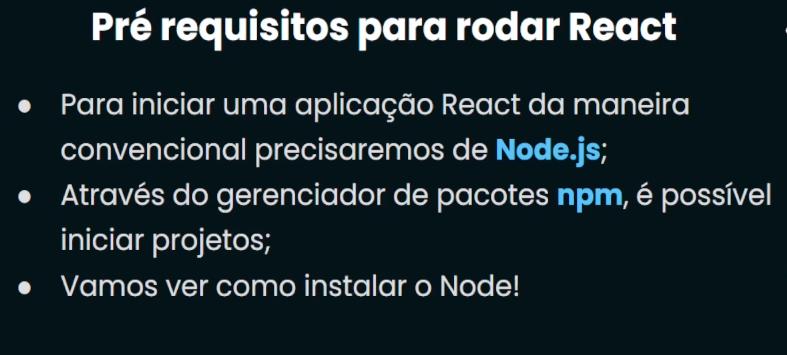 Pré requisitos para rodar React
● Para iniciar uma aplicação React da maneira
convencional precisaremos de Node.js;
● Através do gerenciador de pacotes npm, é possível
iniciar projetos;
● Vamos ver como instalar o Node!